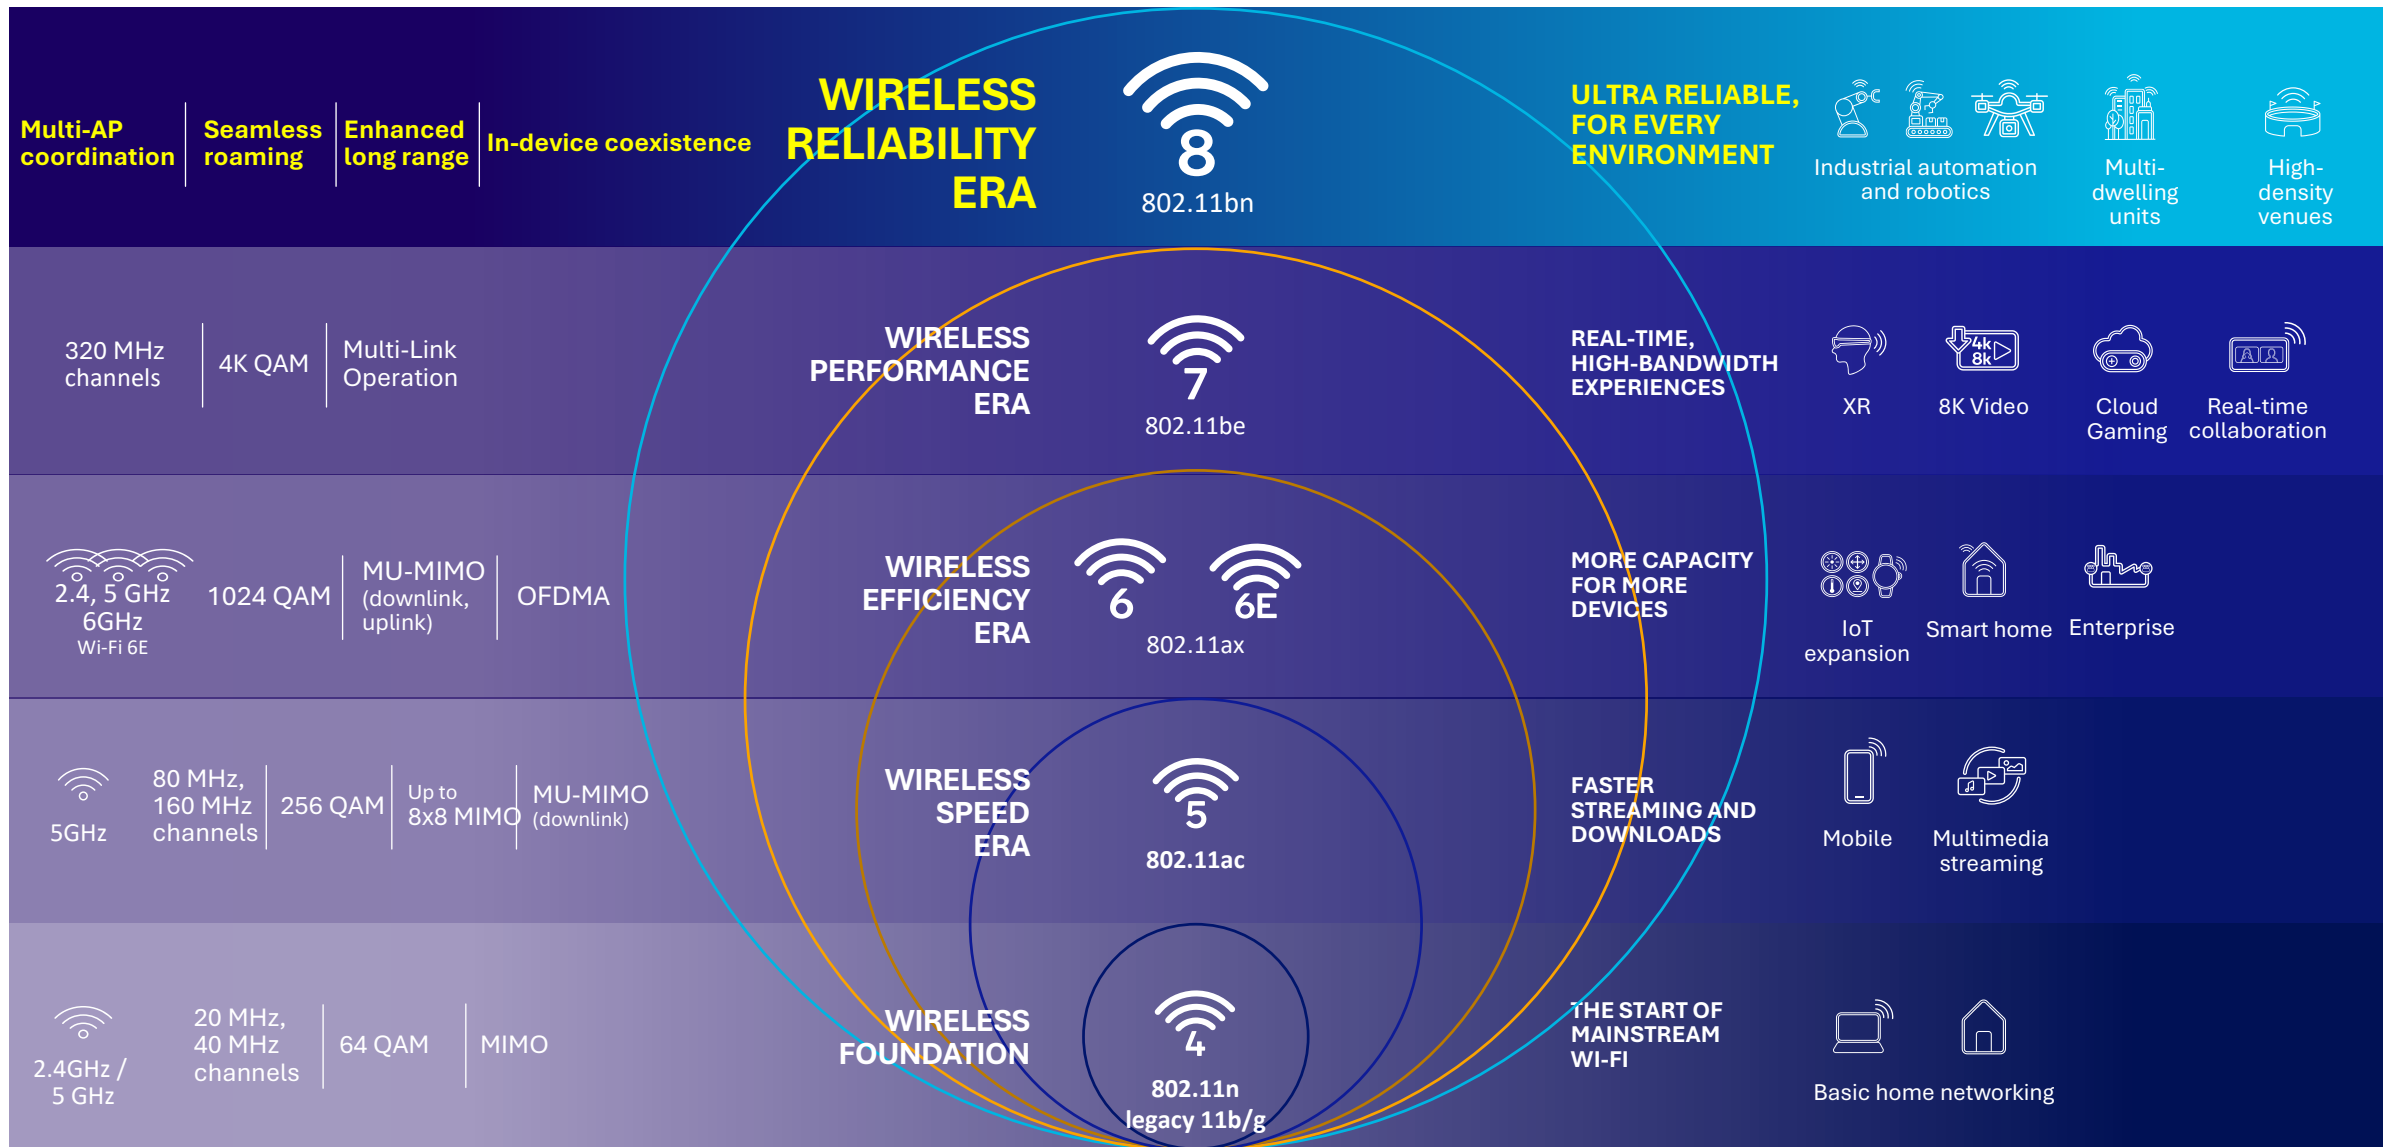 Multi-AP
coordination
Seamless
roaming
Enhanced
long range
In-device coexistence
WIRELESS
RELIABILITY
ERA
8
802.11bn
ULTRA RELIABLE,
FOR EVERY
ENVIRONMENT
Industrial automation
and robotics
Multi-
dwelling
units
High-
density
venues
320 MHz
channels
4K QAM
Multi-Link
Operation
WIRELESS
PERFORMANCE
ERA
7
802.11be
REAL-TIME,
HIGH-BANDWIDTH
EXPERIENCES
XR
4k
8k
8K Video
Cloud
Gaming
Real-time
collaboration
2.4, 5 GHz
6GHz
Wi-Fi 6E
1024 QAM
MU-MIMO
(downlink,
uplink)
OFDMA
WIRELESS
EFFICIENCY
ERA
6
6E
802.11ax
MORE CAPACITY
FOR MORE
DEVICES
IoT
expansion
Smart home
Enterprise
5GHz
80 MHz,
160 MHz
channels
256 QAM
Up to
8x8 MIMO
MU-MIMO
(downlink)
WIRELESS
SPEED
ERA
5
802.11ac
FASTER
STREAMING AND
DOWNLOADS
Mobile
Multimedia
streaming
2.4GHz /
5 GHz
20 MHz,
40 MHz
channels
64 QAM
MIMO
WIRELESS
FOUNDATION
4
802.11n
legacy 11b/g
THE START OF
MAINSTREAM
WI-FI
Basic home networking